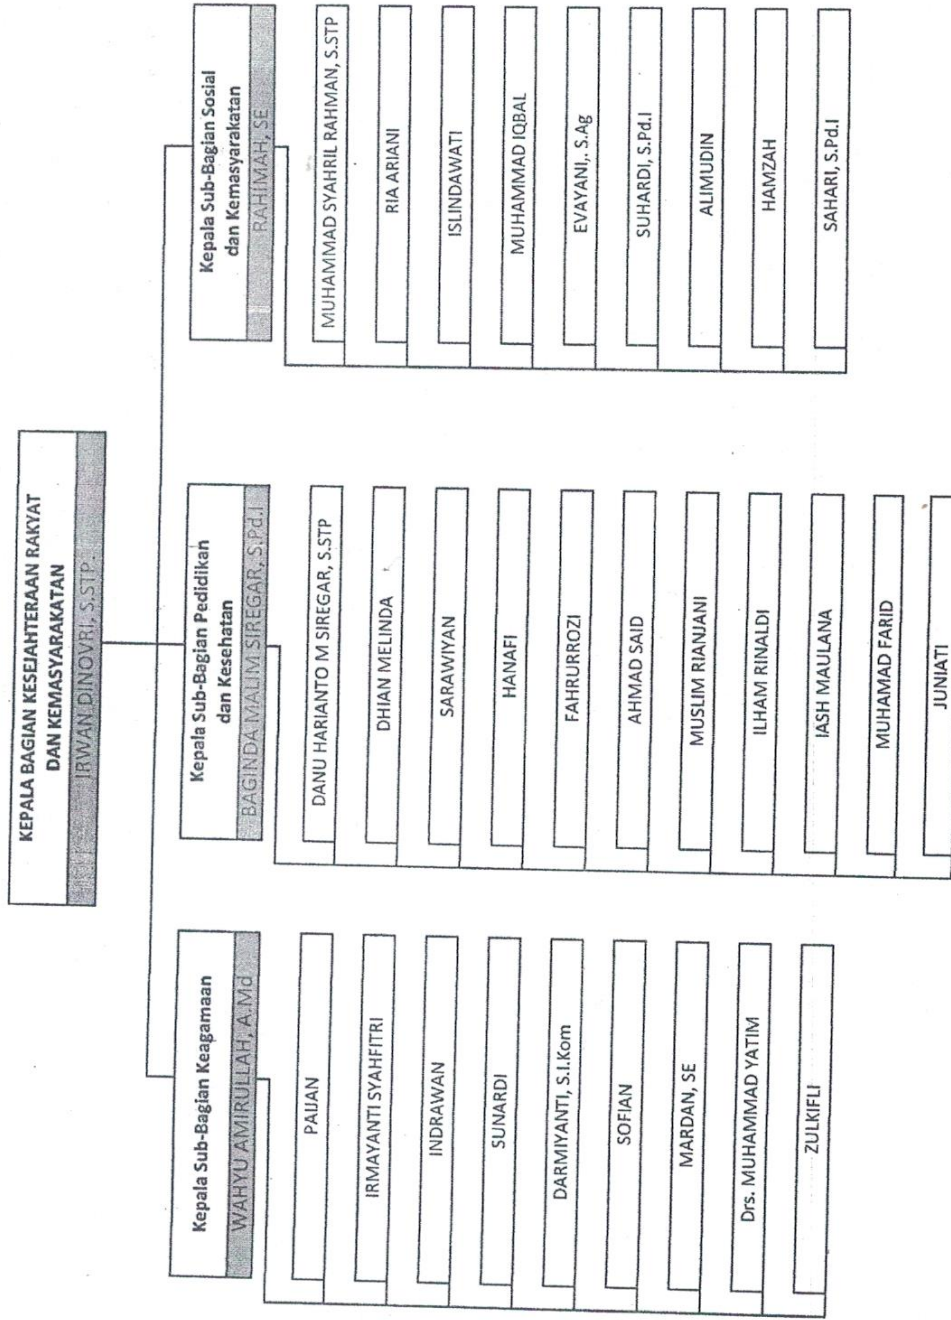 KEPALA BAGIAN KESEJAHTERAAN RAKYAT
DAN KEMASYARAKATAN
IRWAN DINOVRI, S.STP.
Kepala Sub-Bagian Keagamaan
WAHYU AMIRULLAH, A.Md
PAIJAN
IRMAYANTI SYAHFITRI
INDRAWAN
SUNARDI
DARMIYANTI, S.I.Kom
SOFIAN
MARDAN, SE
Drs. MUHAMMAD YATIM
ZULKIFLI
Kepala Sub-Bagian Pedidikan
dan Kesehatan
BAGINDA MALIM SIREGAR, S.Pd.I
DANU HARIANTO M SIREGAR, S.STP
DHIAN MELINDA
SARAWIYAN
HANAFI
FAHRURROZI
AHMAD SAID
MUSLIM RIANJANI
ILHAM RINALDI
IASH MAULANA
MUHAMAD FARID
JUNIATI
Kepala Sub-Bagian Sosial
dan Kemasyarakatan
RAHIMAH, SE
MUHAMMAD SYAHRIL RAHMAN, S.STP
RIA ARIANI
ISLINDAWATI
MUHAMMAD IQBAL
EVAYANI,. S.Ag
SUHARDI, S.Pd.I
ALIMUDIN
HAMZAH
SAHARI, S.Pd.I